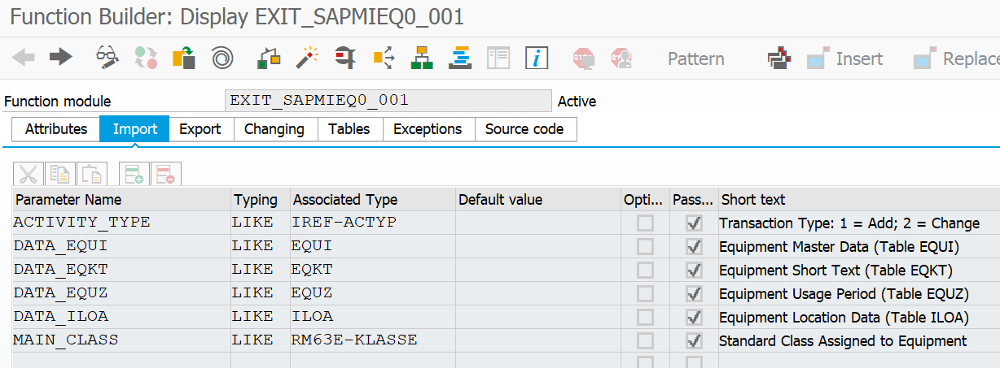 Function Builder: Display EXIT_SAPMIEQ0_001
Pattern Insert Replace
Function module EXIT_SAPMIEQ0_001 Active
Attributes Import Export Changing Tables Exceptions Source code
Parameter Name Typing Associated Type Default value Opti... Pass... Short text
ACTIVITY_TYPE LIKE IREF-ACTYP Transaction Type: 1 = Add; 2 = Change
DATA_EQUI LIKE EQUI Equipment Master Data (Table EQUI)
DATA_EQKT LIKE EQKT Equipment Short Text (Table EQKT)
DATA_EQUZ LIKE EQUZ Equipment Usage Period (Table EQUZ)
DATA_ILOA LIKE ILOA Equipment Location Data (Table ILOA)
MAIN_CLASS LIKE RM63E-KLASSE Standard Class Assigned to Equipment